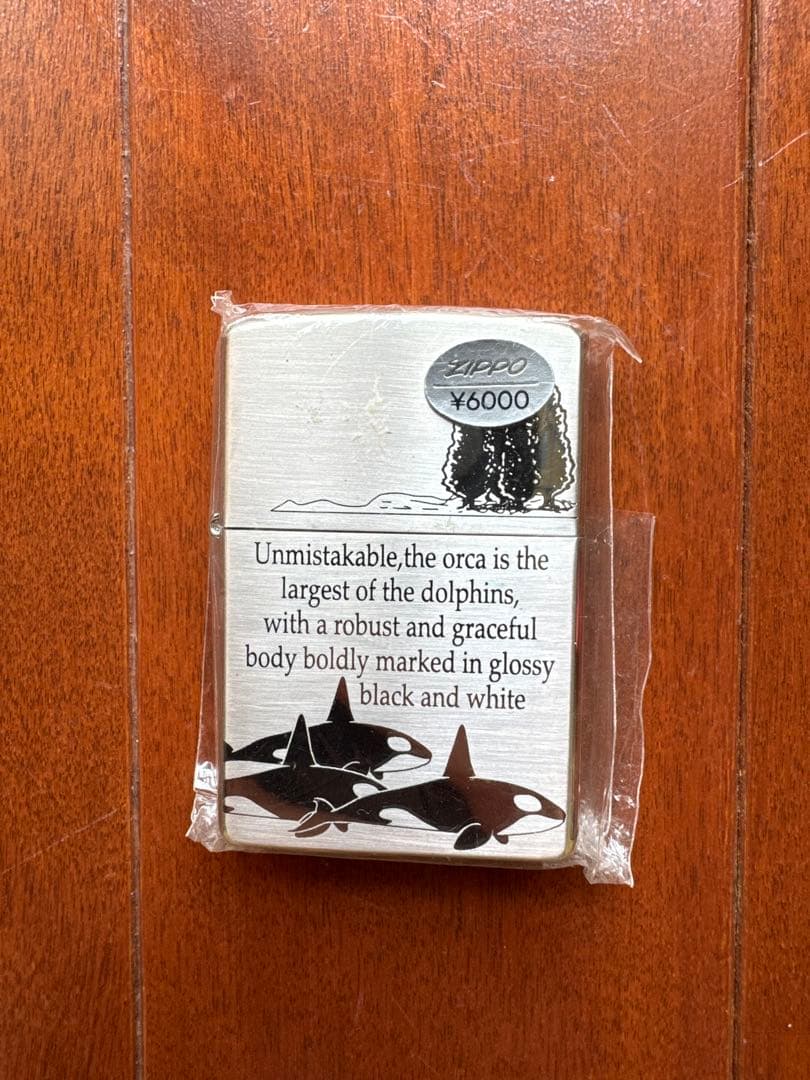 ZIPPO
¥6000
Unmistakable,the orca is the
largest of the dolphins,
with a robust and graceful
body boldly marked in glossy
black and white